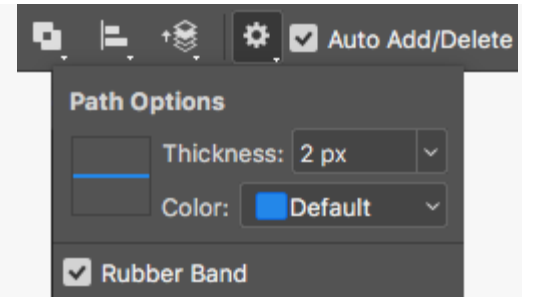 Auto Add/Delete
Path Options
Thickness: 2 px
Color: Default
Rubber Band